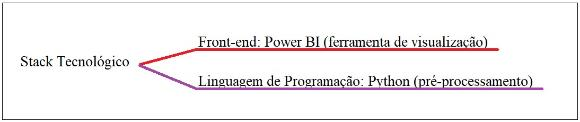 Front-end: Power BI (ferramenta de visualização)
Stack Tecnológico
Linguagem de Programação: Python (pré-processamento)